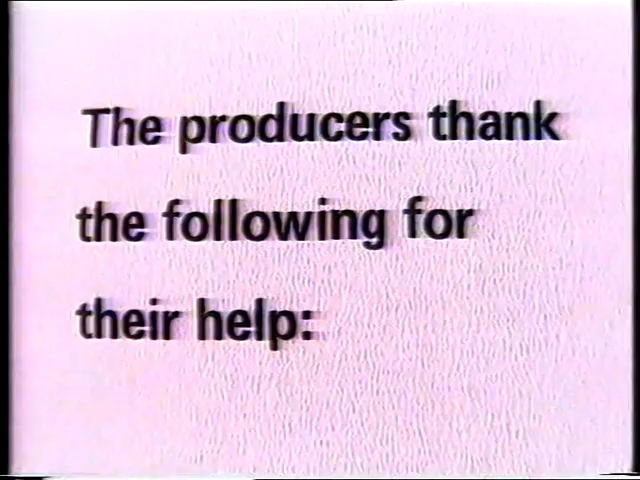 The producers thank
the following for
their help: